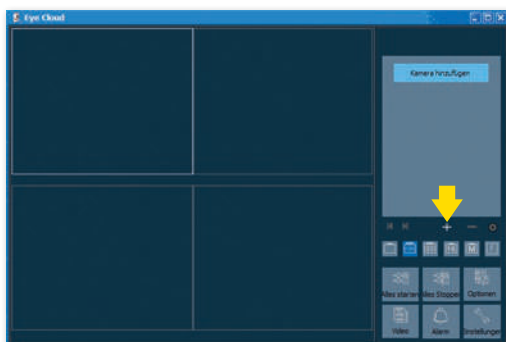 Eye Cloud
Kamera hinzufügen
Alles starten Alles Stoppen Optionen
Video Alarm Einstellungen